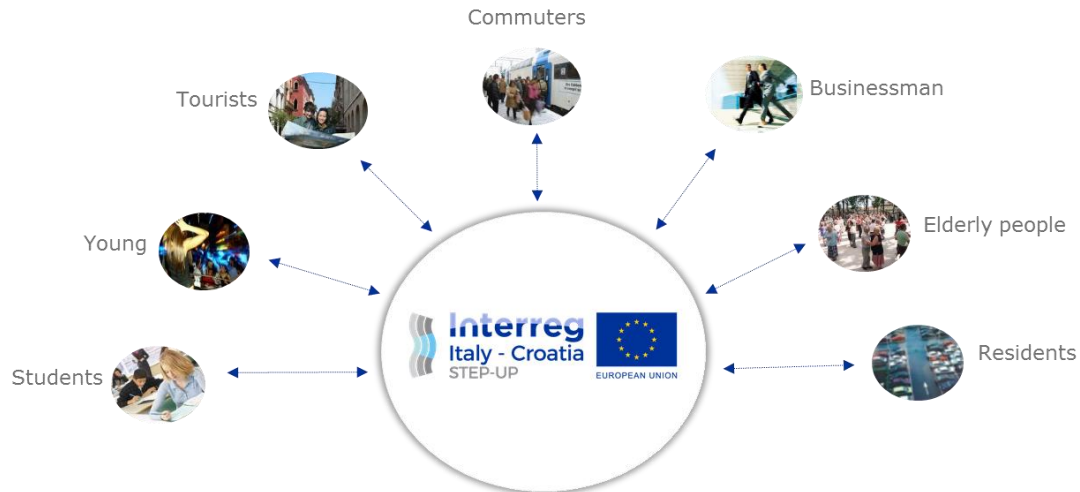 Commuters
Tourists
Businessman
Young
Elderly people
Students
Residents
Interreg
Italy - Croatia
STEP-UP
EUROPEAN UNION